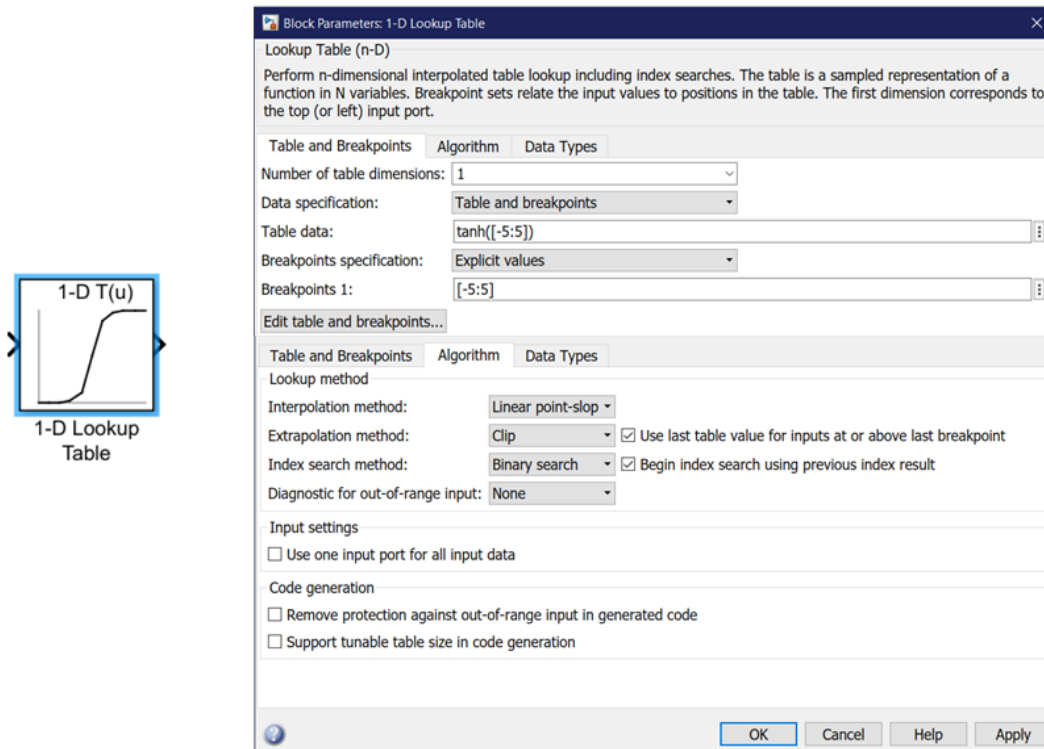 Block Parameters: 1-D Lookup Table
Lookup Table (n-D)
Perform n-dimensional interpolated table lookup including index searches. The table is a sampled representation of a
function in N variables. Breakpoint sets relate the input values to positions in the table. The first dimension corresponds to
the top (or left) input port.
Table and Breakpoints Algorithm Data Types
Number of table dimensions: 1
Data specification: Table and breakpoints
Table data: tanh([-5:5])
Breakpoints specification: Explicit values
Breakpoints 1: [-5:5]
Edit table and breakpoints...
1-D T(u)
1-D Lookup
Table
Table and Breakpoints Algorithm Data Types
Lookup method
Interpolation method: Linear point-slop
Extrapolation method: Clip Use last table value for inputs at or above last breakpoint
Index search method: Binary search Begin index search using previous index result
Diagnostic for out-of-range input: None
Input settings
Use one input port for all input data
Code generation
Remove protection against out-of-range input in generated code
Support tunable table size in code generation
? OK Cancel Help Apply